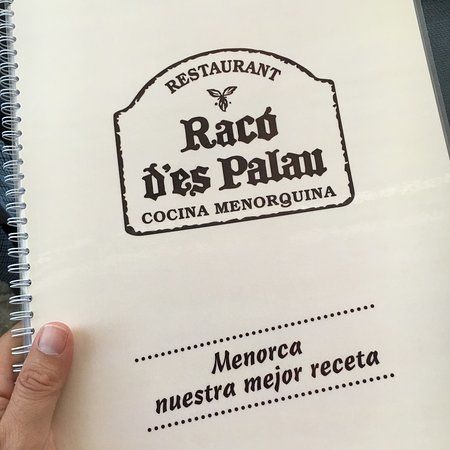 RESTAURANT
Racó
d'es Palau
COCINA MENORQUINA
Menorca
nuestra mejor receta